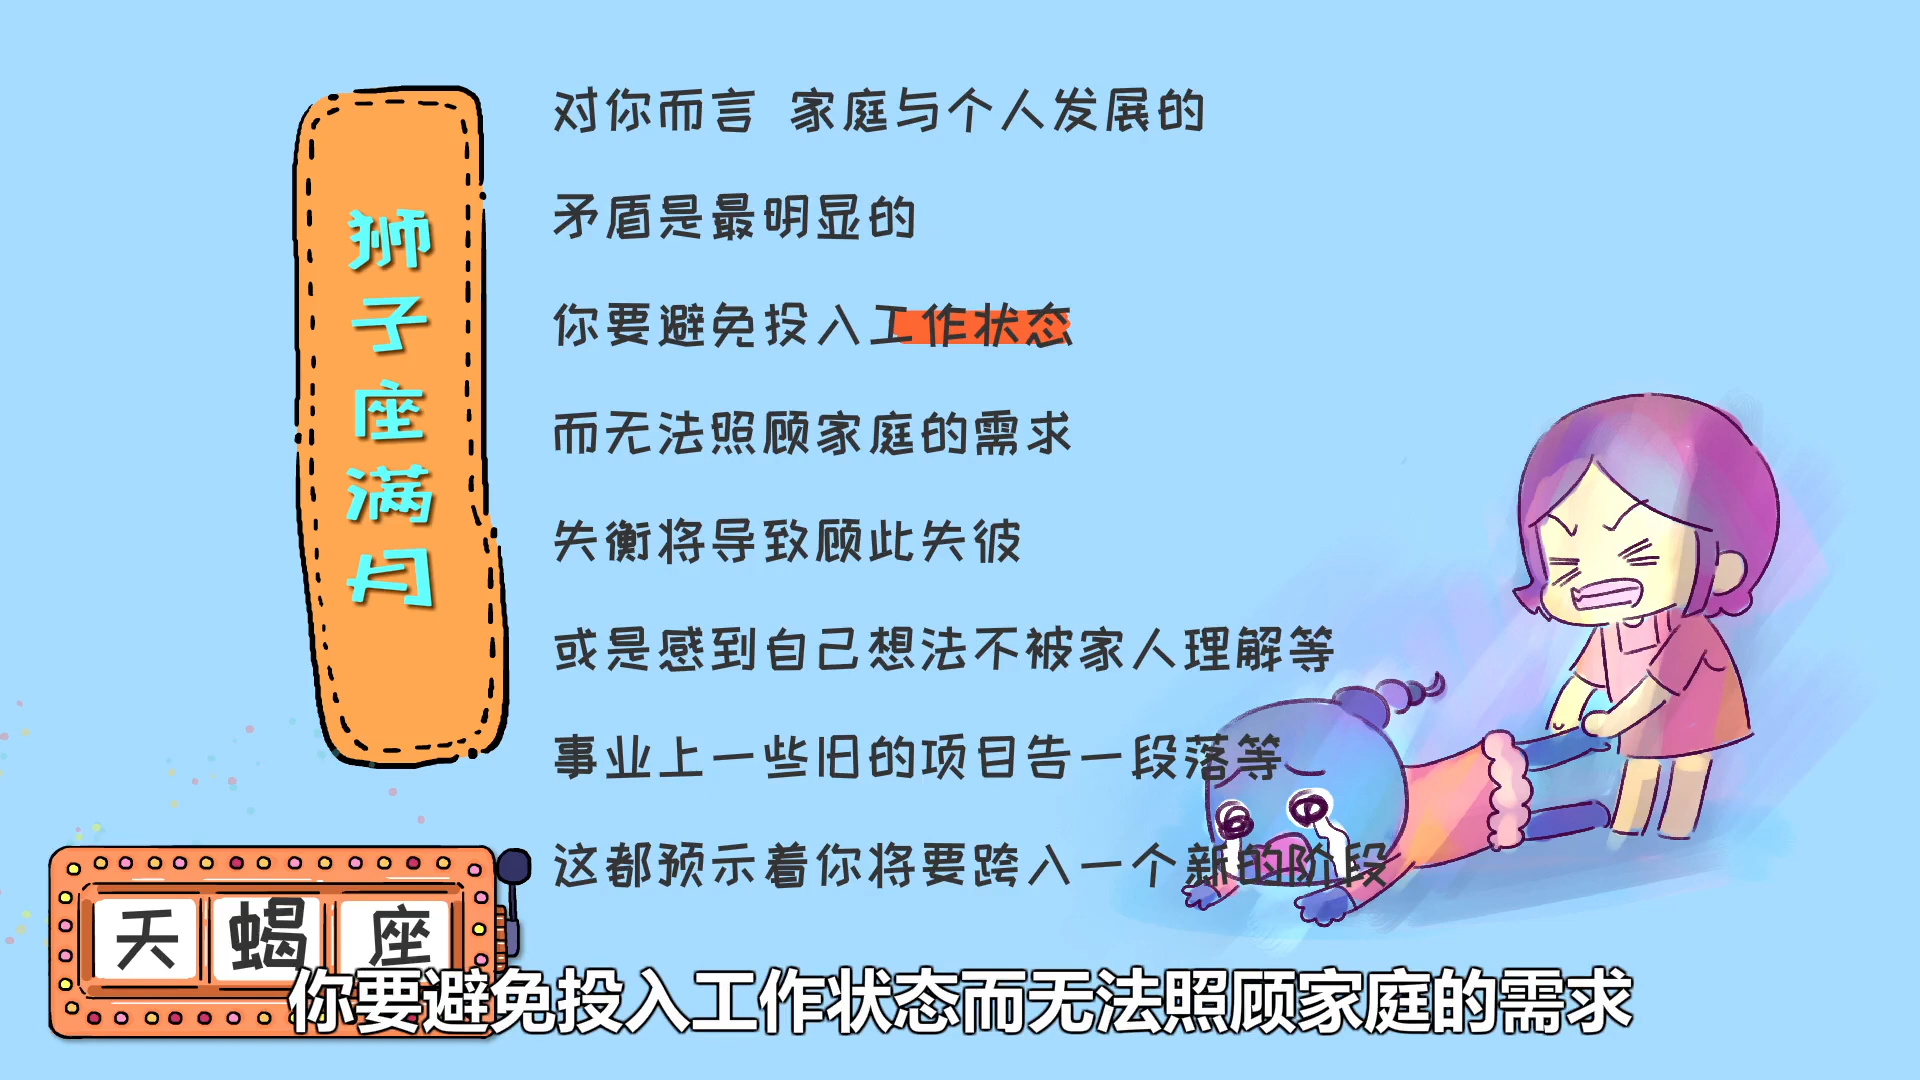 狮子座满月
对你而言 家庭与个人发展的
矛盾是最明显的
你要避免投入工作状态
而无法照顾家庭的需求
失衡将导致顾此失彼
或是感到自己想法不被家人理解等
事业上一些旧的项目告一段落等
这都预示着你将要跨入一个新的阶段
天蝎座
你要避免投入工作状态而无法照顾家庭的需求